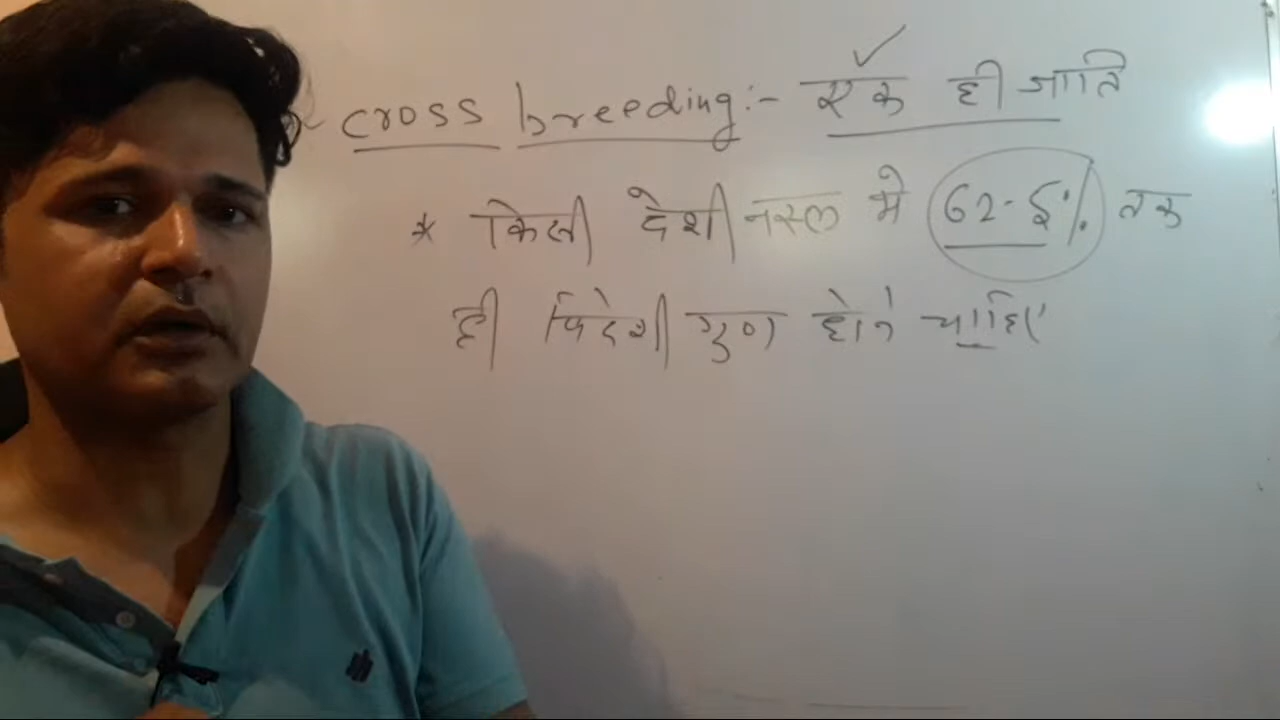 cross breeding:- एक ही जाति
* किसी देशी नस्ल मे 62.5% तक
ही विदेशी गुण होने चाहिए